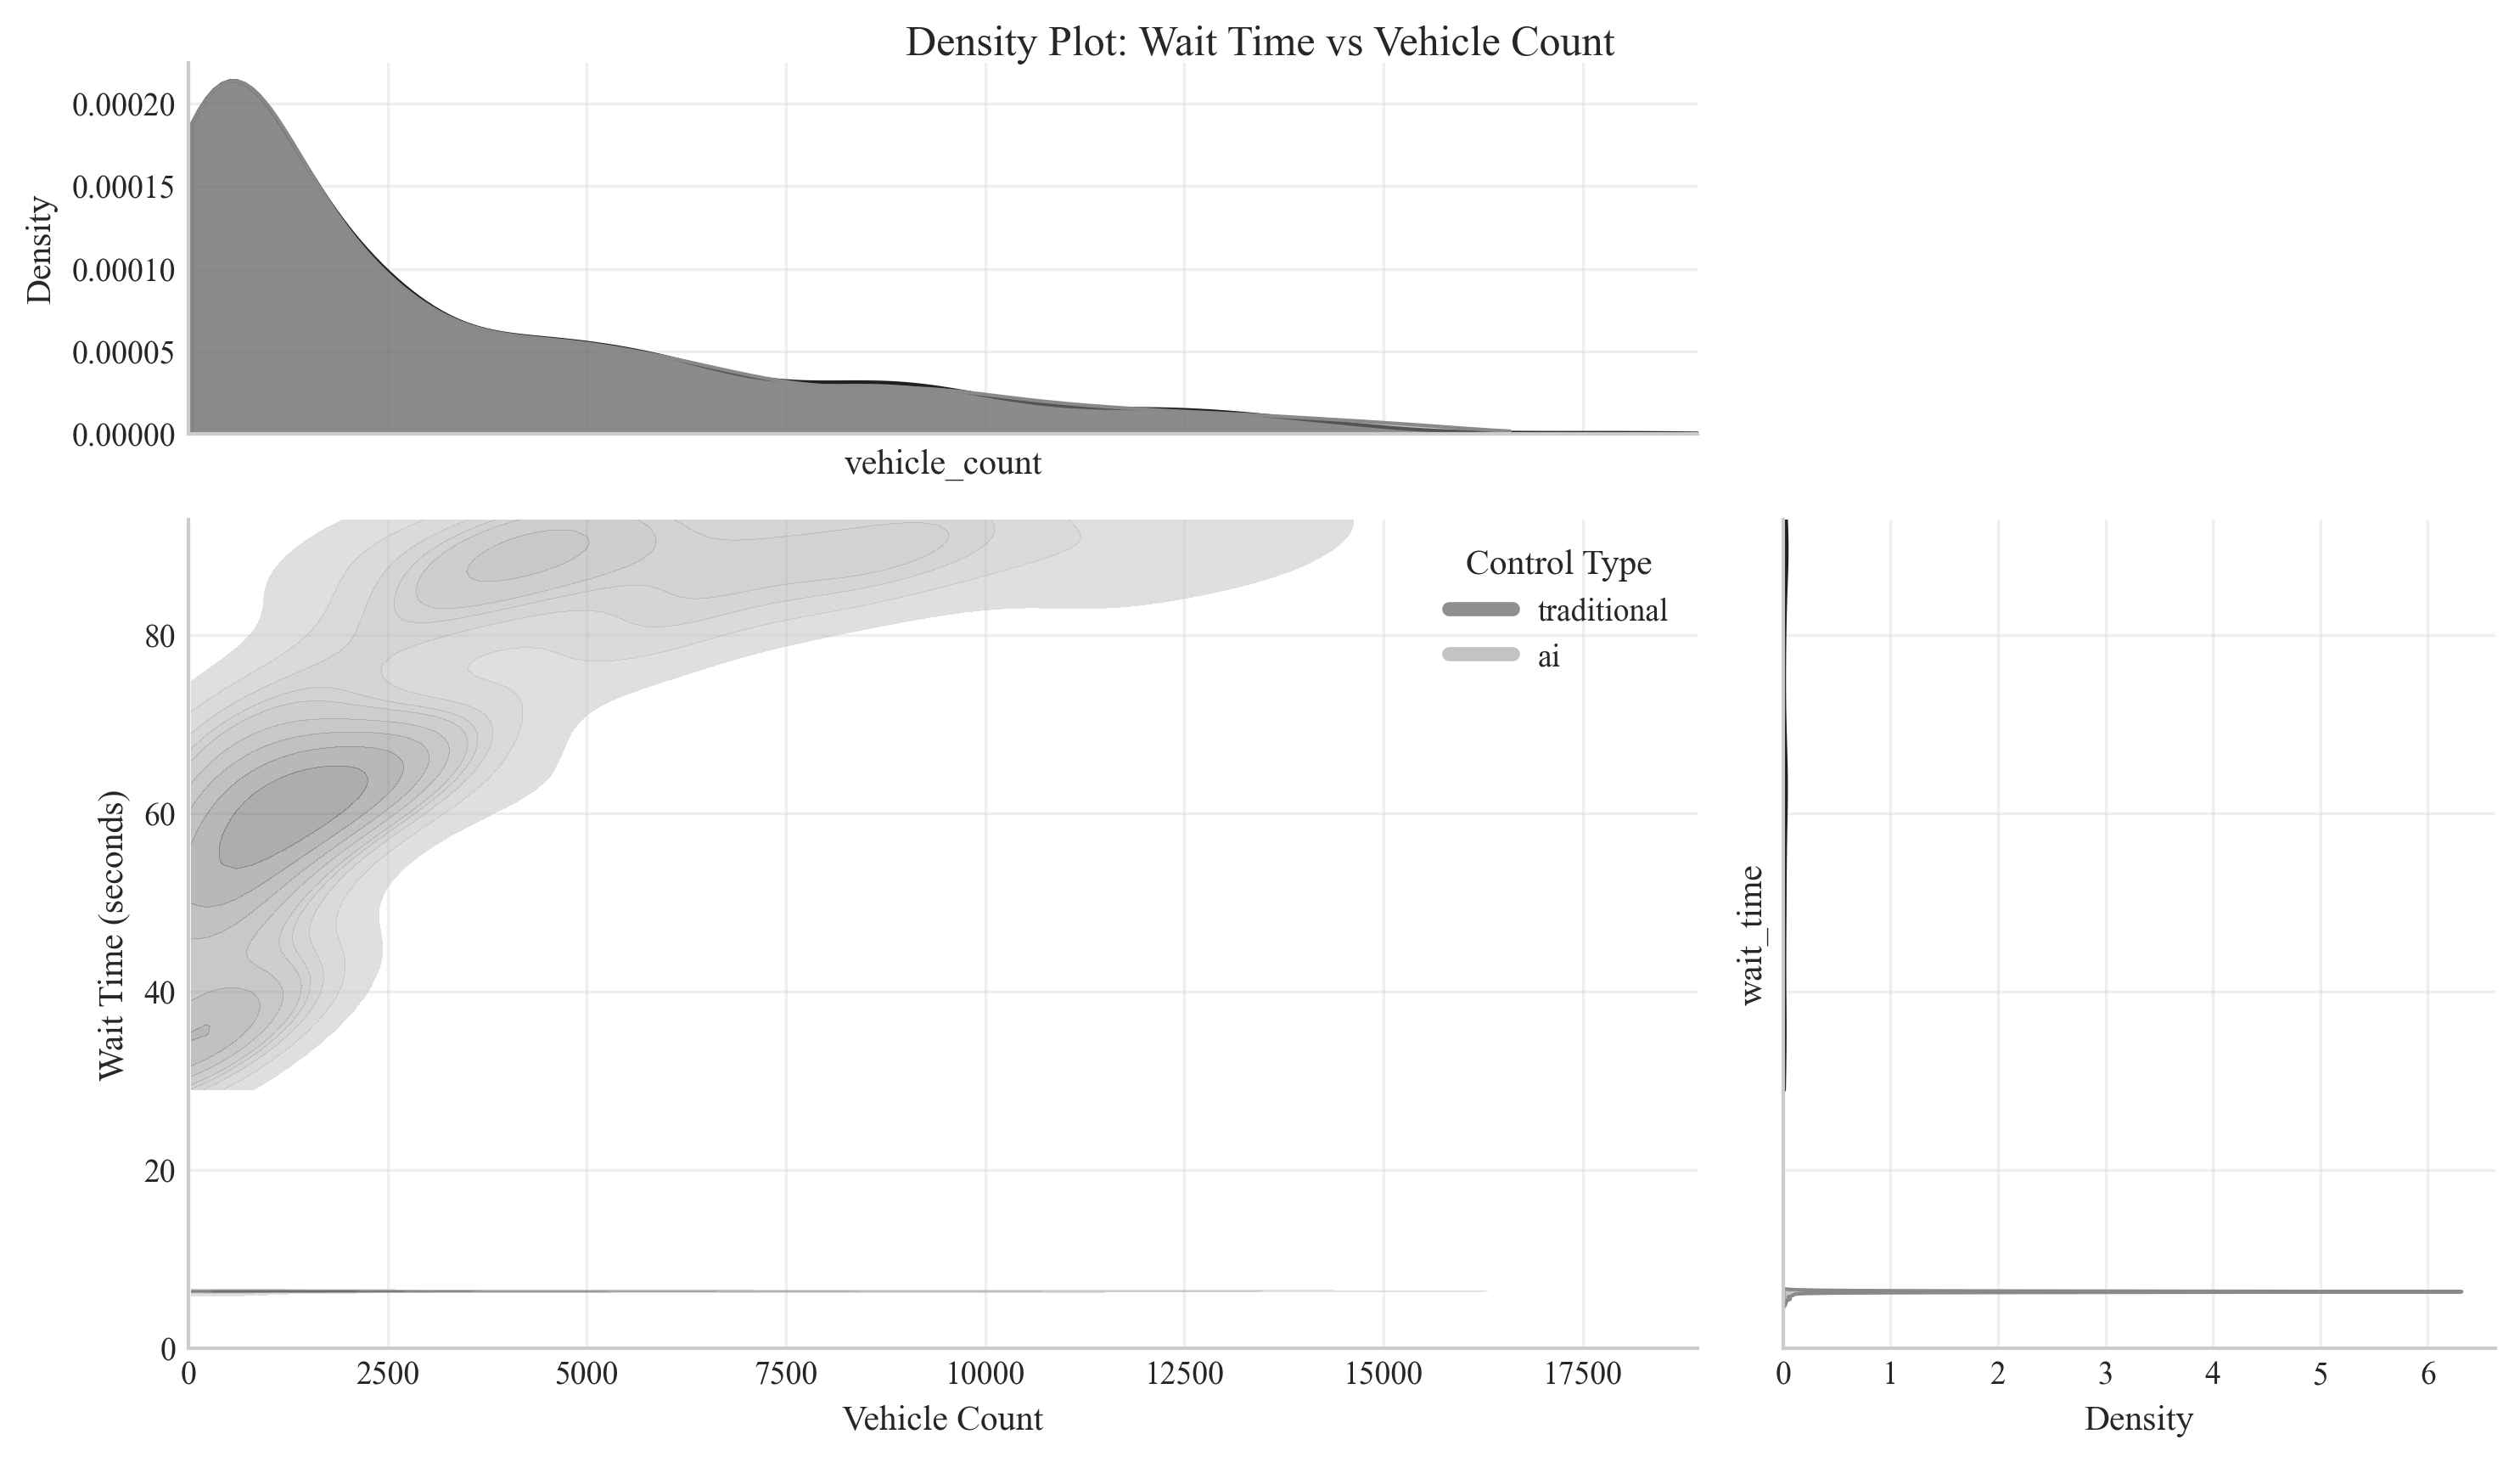 Density Plot: Wait Time vs Vehicle Count
Density
0.00020
0.00015
0.00010
0.00005
0.00000
vehicle_count
Wait Time (seconds)
80
60
40
20
0
Control Type
traditional
ai
0 2500 5000 7500 10000 12500 15000 17500
Vehicle Count
wait_time
0 1 2 3 4 5 6
Density